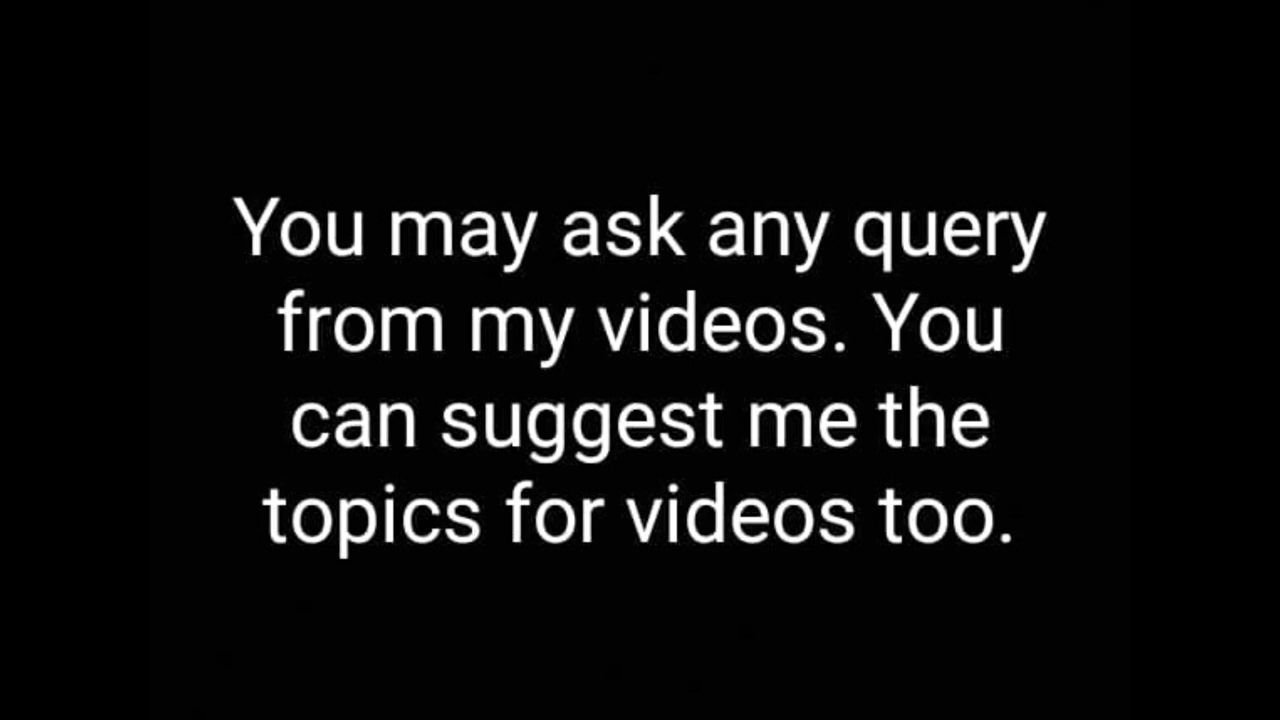 You may ask any query
from my videos. You
can suggest me the
topics for videos too.